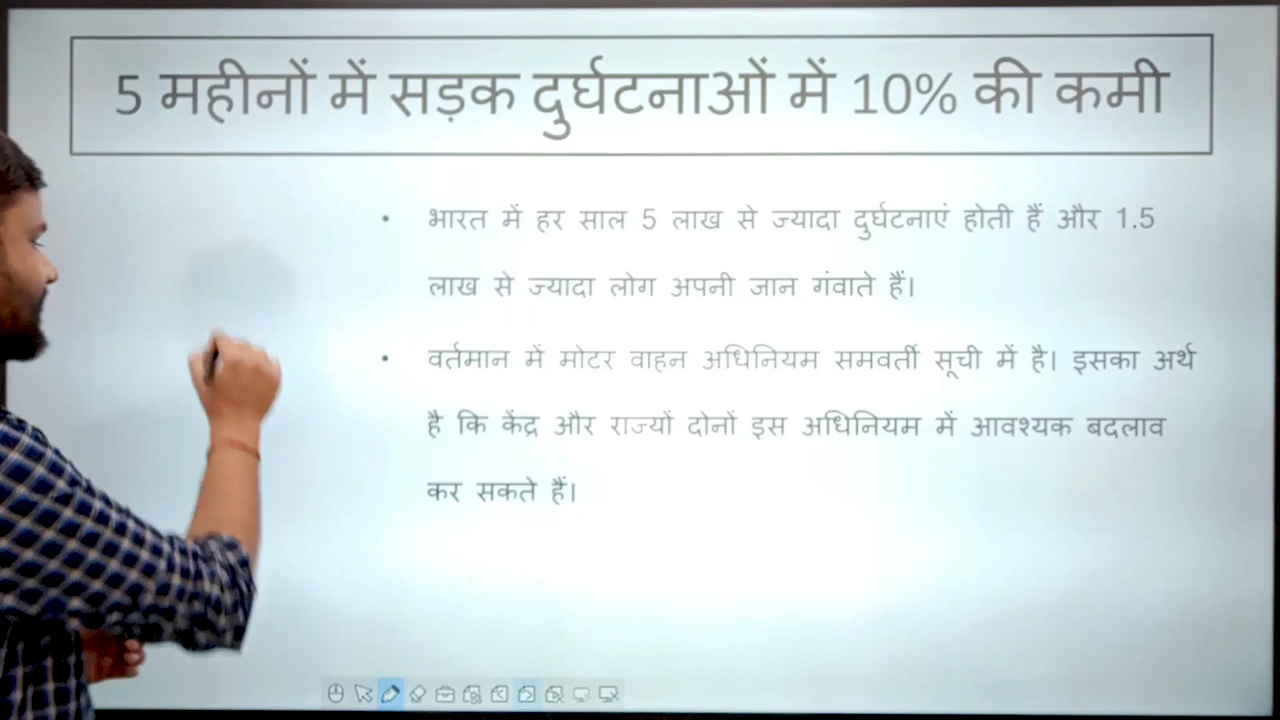 5 महीनों में सड़क दुर्घटनाओं में 10% की कमी
• भारत में हर साल 5 लाख से ज्यादा दुर्घटनाएं होती हैं और 1.5
लाख से ज्यादा लोग अपनी जान गंवाते हैं।
• वर्तमान में मोटर वाहन अधिनियम समवर्ती सूची में है। इसका अर्थ
है कि केंद्र और राज्यों दोनों इस अधिनियम में आवश्यक बदलाव
कर सकते हैं।